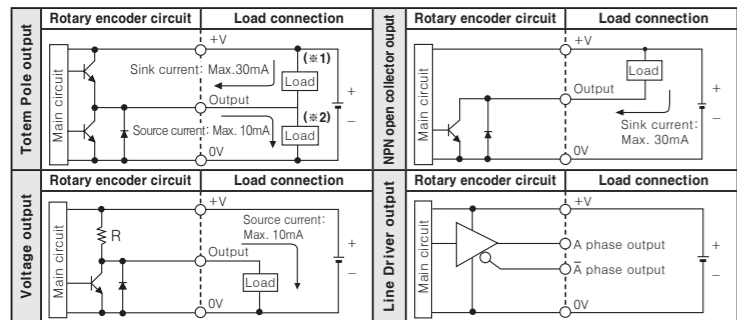 Totem Pole output
Rotary encoder circuit
Load connection
Main circuit
+V
(※1)
Sink current: Max.30mA
Load
Output
(※2)
Source current: Max. 10mA
Load
+
−
0V
NPN open collector ouput
Rotary encoder circuit
Load connection
Main circuit
+V
Load
Output
Sink current:
Max. 30mA
+
−
0V
Voltage output
Rotary encoder circuit
Load connection
Main circuit
R
+V
Source current:
Max. 10mA
Output
Load
+
−
0V
Line Driver output
Rotary encoder circuit
Load connection
Main circuit
+V
A phase output
A̅ phase output
+
−
0V